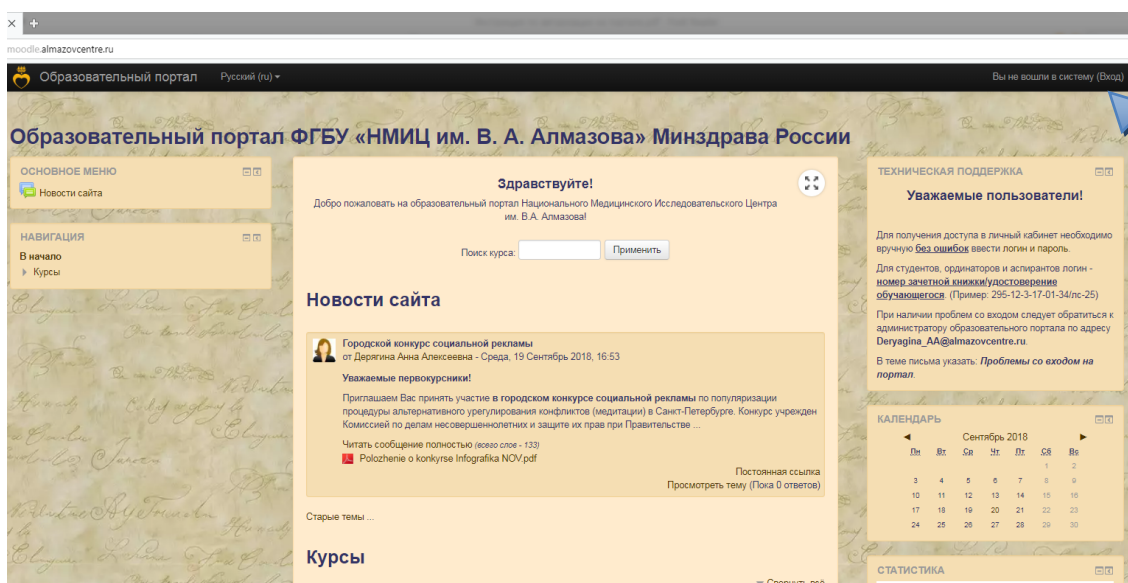 moodle.almazovcentre.ru
Образовательный портал
Русский (ru)
Вы не вошли в систему (Вход)
Образовательный портал ФГБУ «НМИЦ им. В. А. Алмазова» Минздрава России
ОСНОВНОЕ МЕНЮ
Новости сайта
НАВИГАЦИЯ
В начало
Курсы
Здравствуйте!
Добро пожаловать на образовательный портал Национального Медицинского Исследовательского Центра
им. В.А. Алмазова!
Поиск курса:
Применить
Новости сайта
Городской конкурс социальной рекламы
от Дерягина Анна Алексеевна - Среда, 19 Сентябрь 2018, 16:53
Уважаемые первокурсники!
Приглашаем Вас принять участие в городском конкурсе социальной рекламы по популяризации
процедуры альтернативного урегулирования конфликтов (медитации) в Санкт-Петербурге. Конкурс учрежден
Комиссией по делам несовершеннолетних и защите их прав при Правительстве ...
Читать сообщение полностью (всего слов - 133)
Polozhenie o konkyrse Infografika NOV.pdf
Постоянная ссылка
Просмотреть тему (Пока 0 ответов)
Старые темы ...
Курсы
Свернуть всё
ТЕХНИЧЕСКАЯ ПОДДЕРЖКА
Уважаемые пользователи!
Для получения доступа в личный кабинет необходимо
вручную без ошибок ввести логин и пароль.
Для студентов, ординаторов и аспирантов логин -
номер зачетной книжки/удостоверение
обучающегося. (Пример: 295-12-3-17-01-34/лс-25)
При наличии проблем со входом следует обратиться к
администратору образовательного портала по адресу
Deryagina_AA@almazovcentre.ru.
В теме письма указать: Проблемы со входом на
портал.
КАЛЕНДАРЬ
Сентябрь 2018
Пн Вт Ср Чт Пт Сб Вс
1 2
3 4 5 6 7 8 9
10 11 12 13 14 15 16
17 18 19 20 21 22 23
24 25 26 27 28 29 30
СТАТИСТИКА